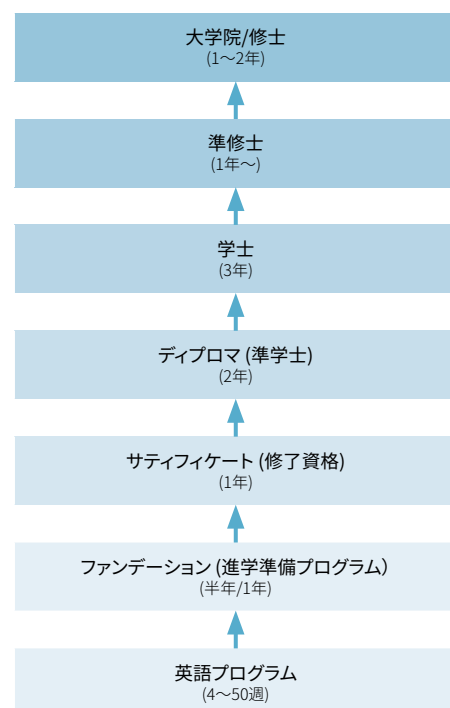 大学院/修士
(1～2年)
準修士
(1年～)
学士
(3年)
ディプロマ (準学士)
(2年)
サティフィケート (修了資格)
(1年)
ファンデーション (進学準備プログラム）
(半年/1年)
英語プログラム
(4～50週)